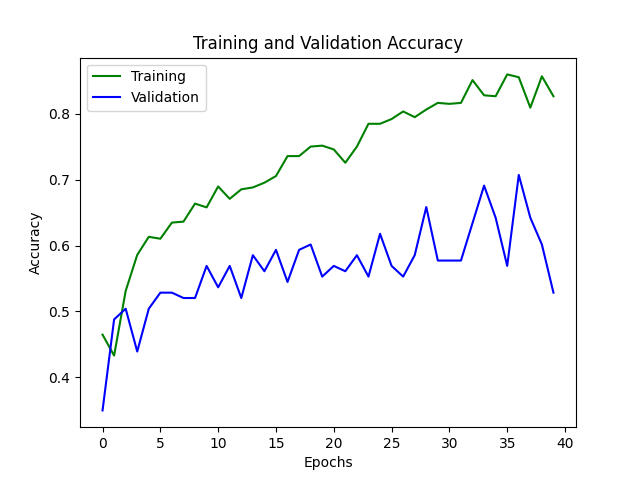 Training and Validation Accuracy
Training
Validation
0.8
0.7
0.6
0.5
0.4
Accuracy
0 5 10 15 20 25 30 35 40
Epochs